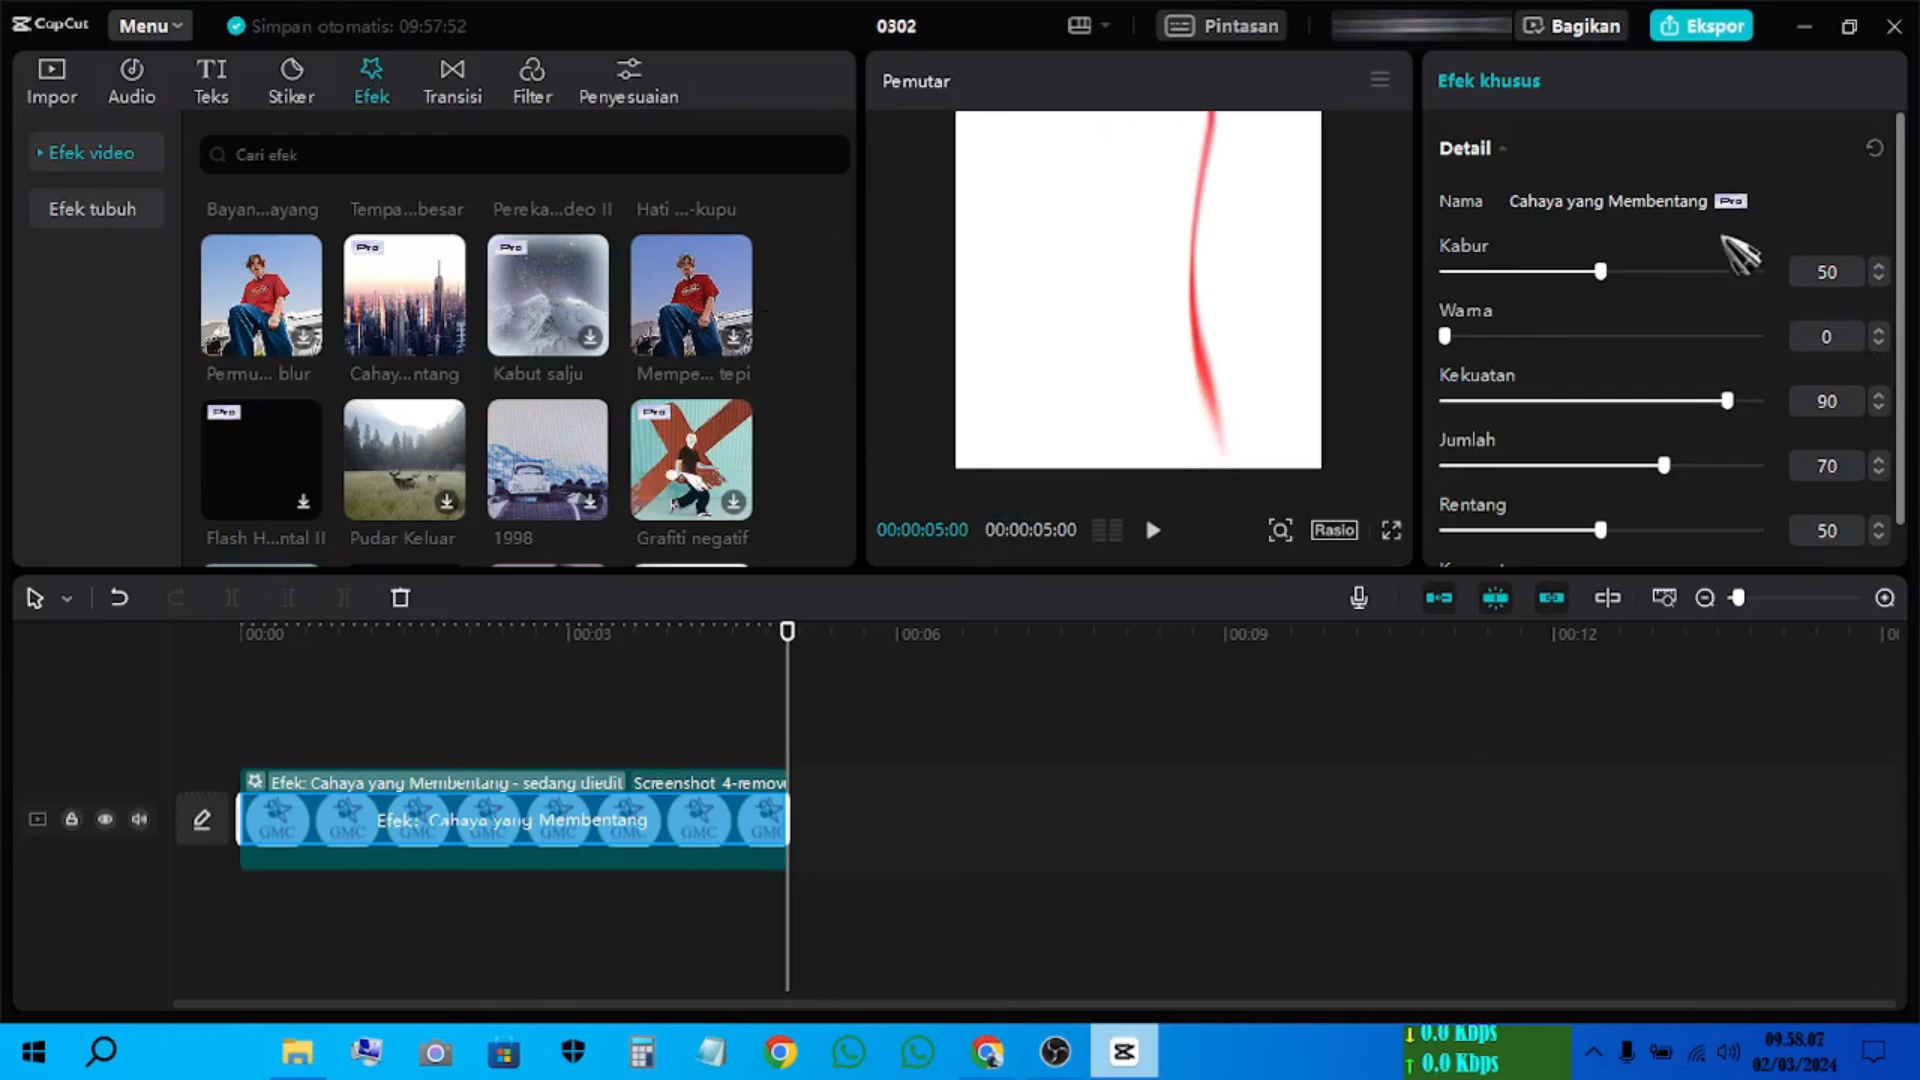 CapCut
Menu
Simpan otomatis: 09:57:52
0302
Pintasan
Bagikan
Ekspor
Impor
Audio
TI
Teks
Stiker
Efek
Transisi
Filter
Penyesuaian
Efek video
Efek tubuh
Cari efek
Bayan...ayang
Tempa...besar
Pereka...deo II
Hati ...-kupu
Pro
Pro
Permu... blur
Cahay...ntang
Kabut salju
Mempe... tepi
Pro
Pro
Flash H...ntal II
Pudar Keluar
1998
Grafiti negatif
Pemutar
00:00:05:00
00:00:05:00
Rasio
Efek khusus
Detail
Nama
Cahaya yang Membentang
Pro
Kabur
50
Warna
0
Kekuatan
90
Jumlah
70
Rentang
50
00:00
00:03
00:06
00:09
00:12
Efek: Cahaya yang Membentang - sedang diedit
Screenshot 4-remov
Efek: Cahaya yang Membentang
GMC GMC GMC GMC GMC GMC GMC GMC
0.0 Kbps
0.0 Kbps
09.58.07
02/03/2024